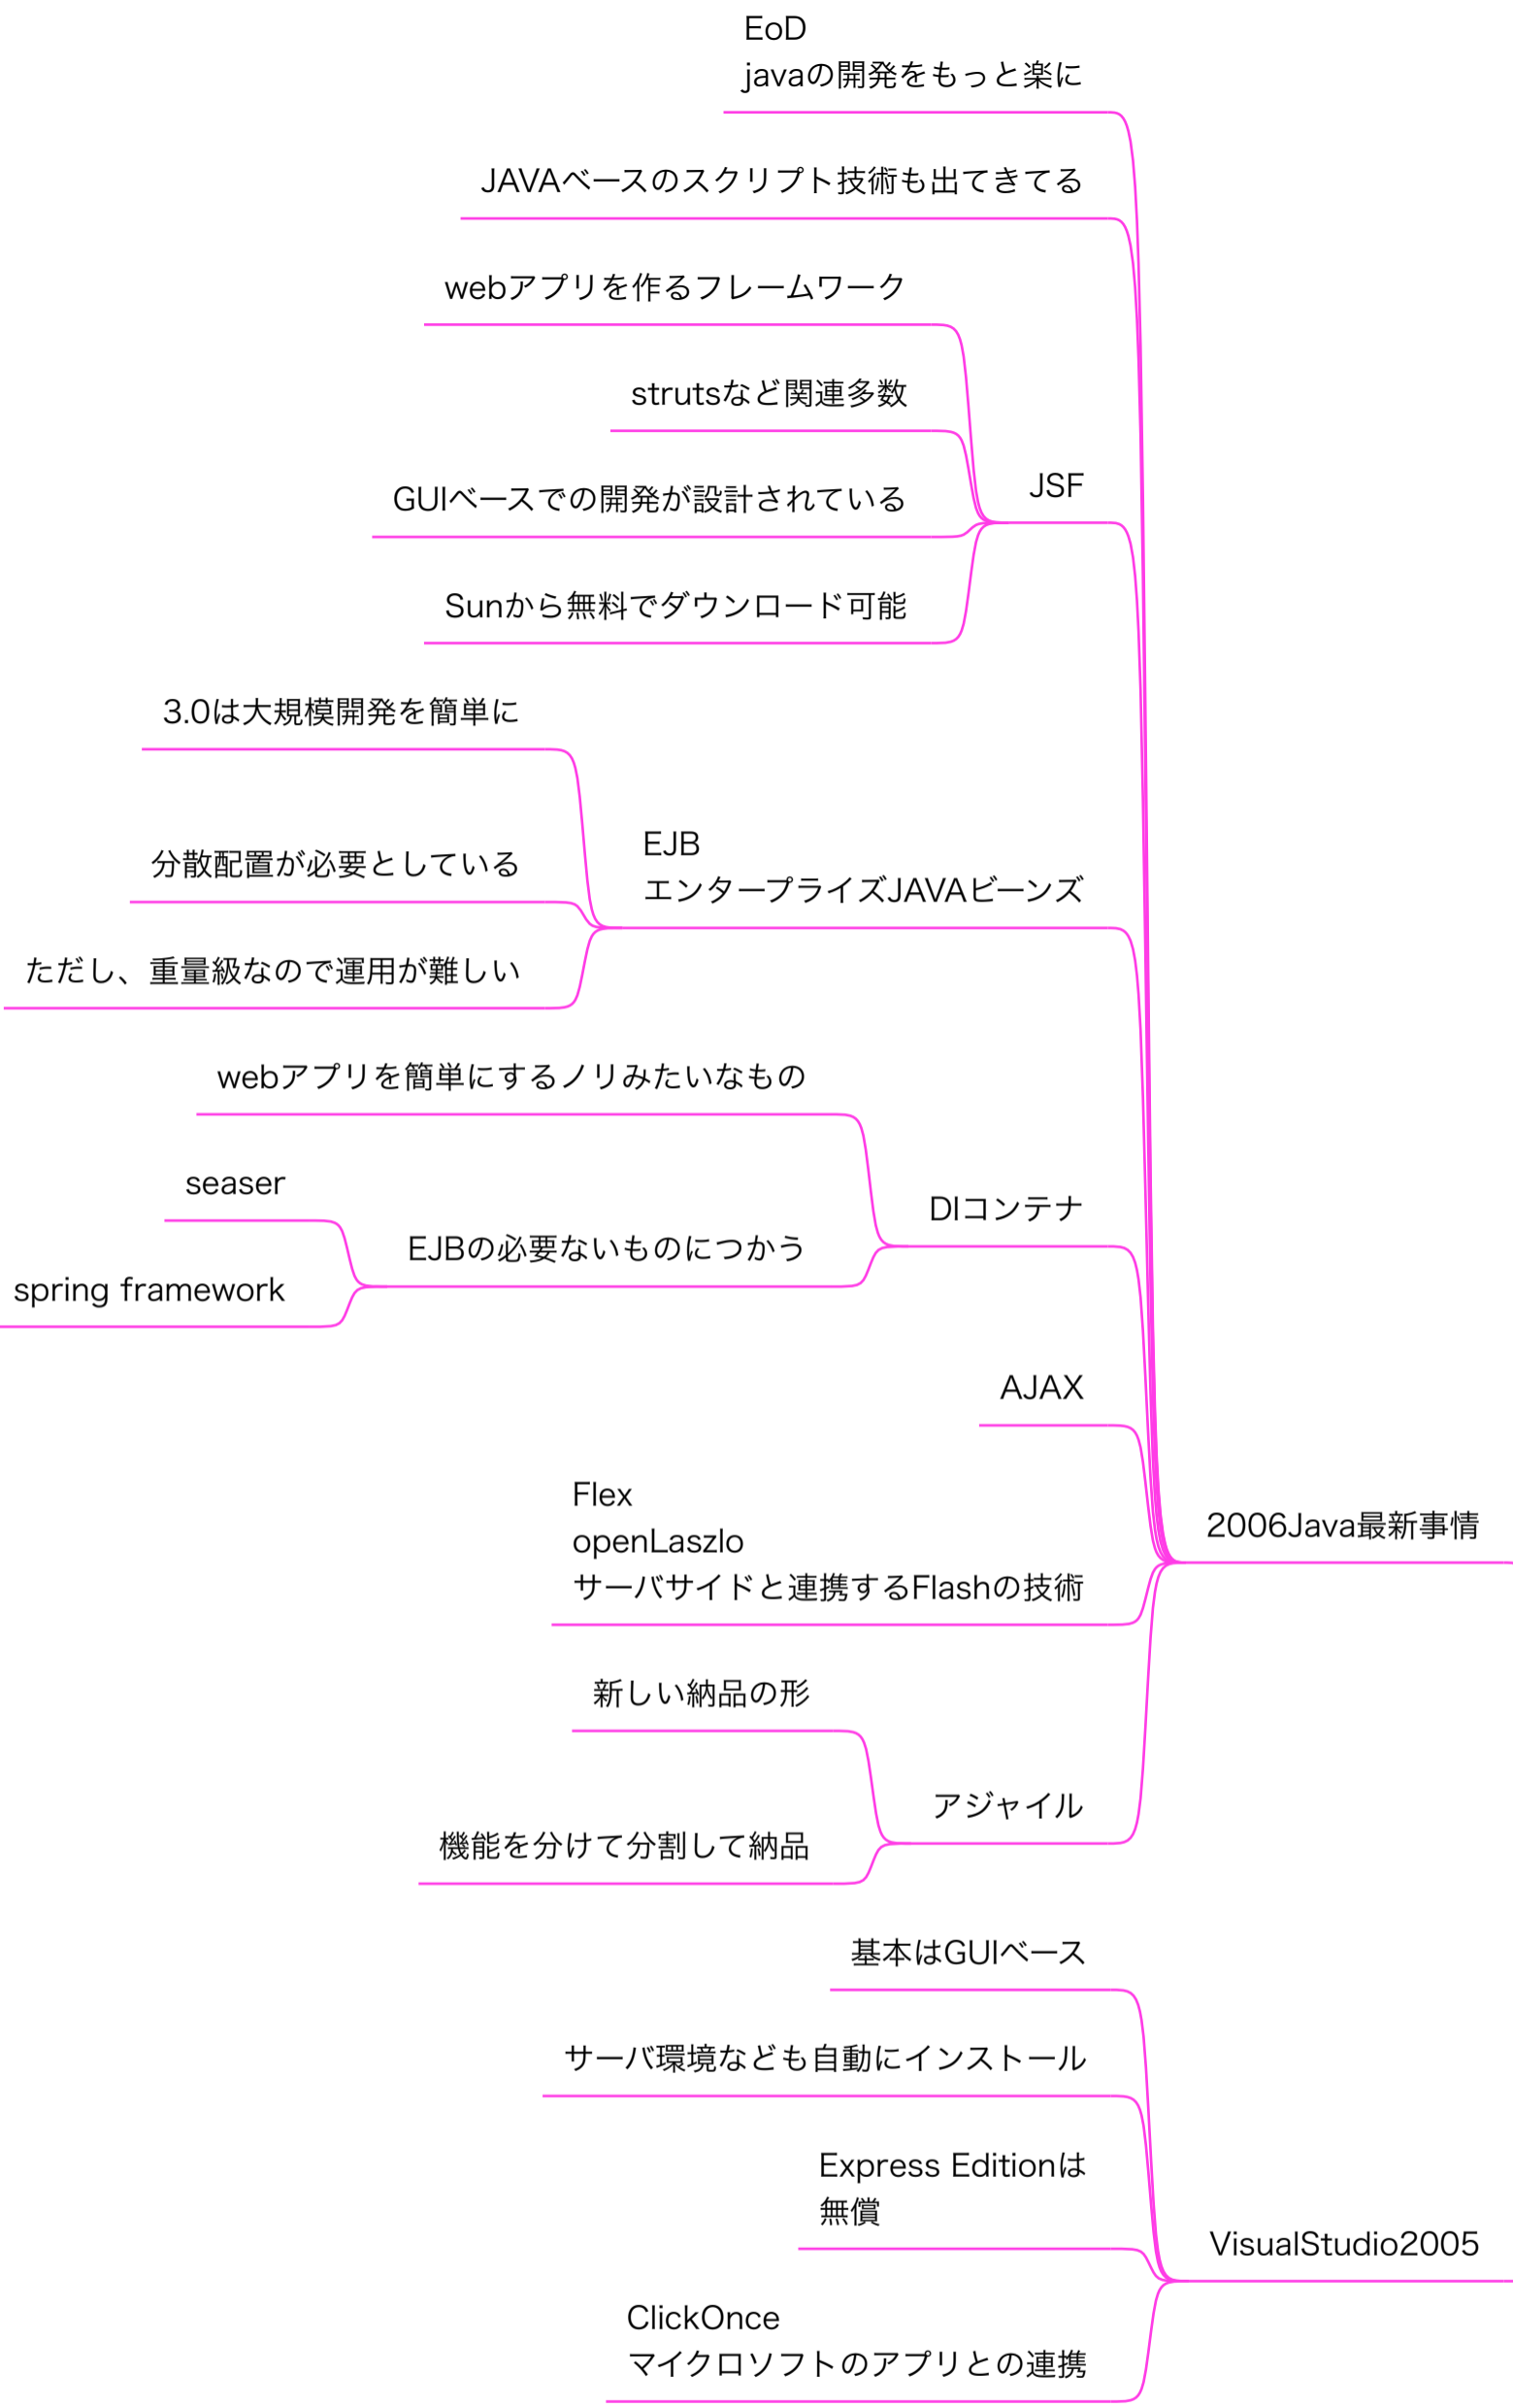 EoD
javaの開発をもっと楽に
JAVAベースのスクリプト技術も出てきてる
webアプリを作るフレームワーク
strutsなど関連多数
GUIベースでの開発が設計されている
Sunから無料でダウンロード可能
JSF
3.0は大規模開発を簡単に
分散配置が必要としている
ただし、重量級なので運用が難しい
EJB
エンタープライズJAVAビーンズ
webアプリを簡単にするノリみたいなもの
seaser
spring framework
EJBの必要ないものにつかう
DIコンテナ
AJAX
Flex
openLaszlo
サーバサイドと連携するFlashの技術
新しい納品の形
機能を分けて分割して納品
アジャイル
2006Java最新事情
基本はGUIベース
サーバ環境なども自動にインストール
Express Editionは
無償
ClickOnce
マイクロソフトのアプリとの連携
VisualStudio2005